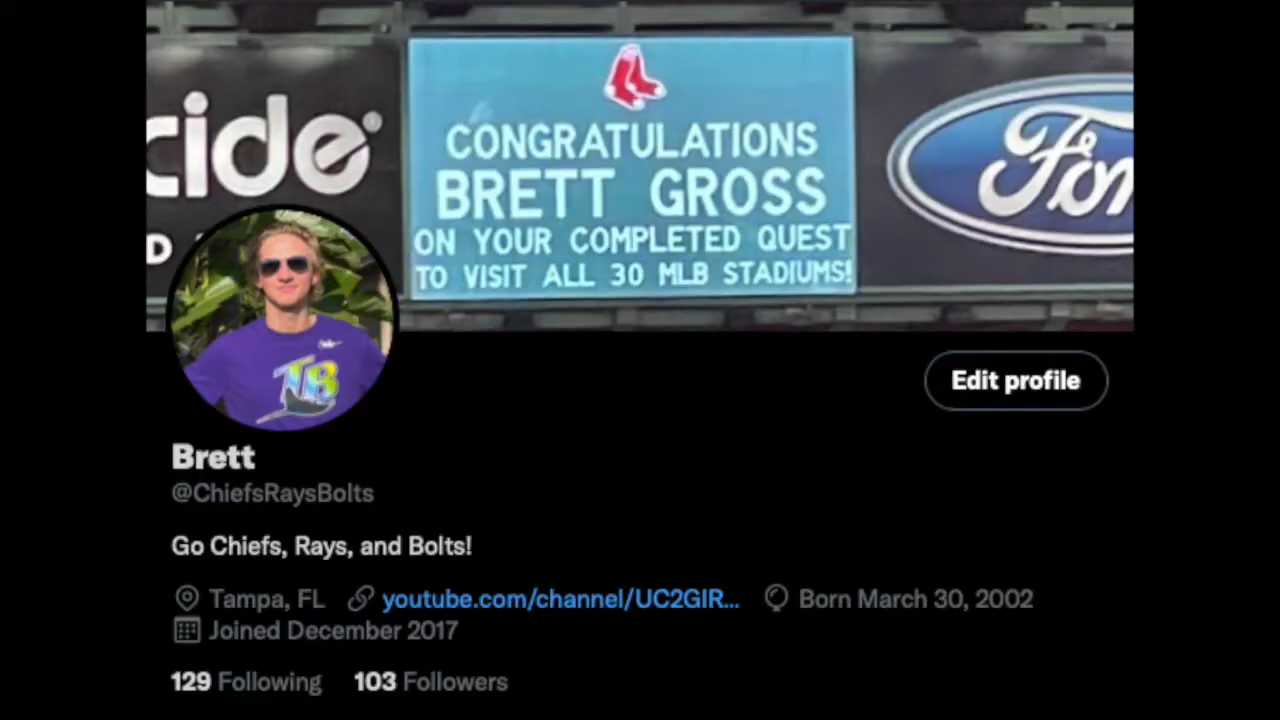 cide®
D
CONGRATULATIONS
BRETT GROSS
ON YOUR COMPLETED QUEST
TO VISIT ALL 30 MLB STADIUMS!
Ford
TB
Edit profile
Brett
@ChiefsRaysBolts
Go Chiefs, Rays, and Bolts!
Tampa, FL youtube.com/channel/UC2GIR... Born March 30, 2002
Joined December 2017
129 Following 103 Followers